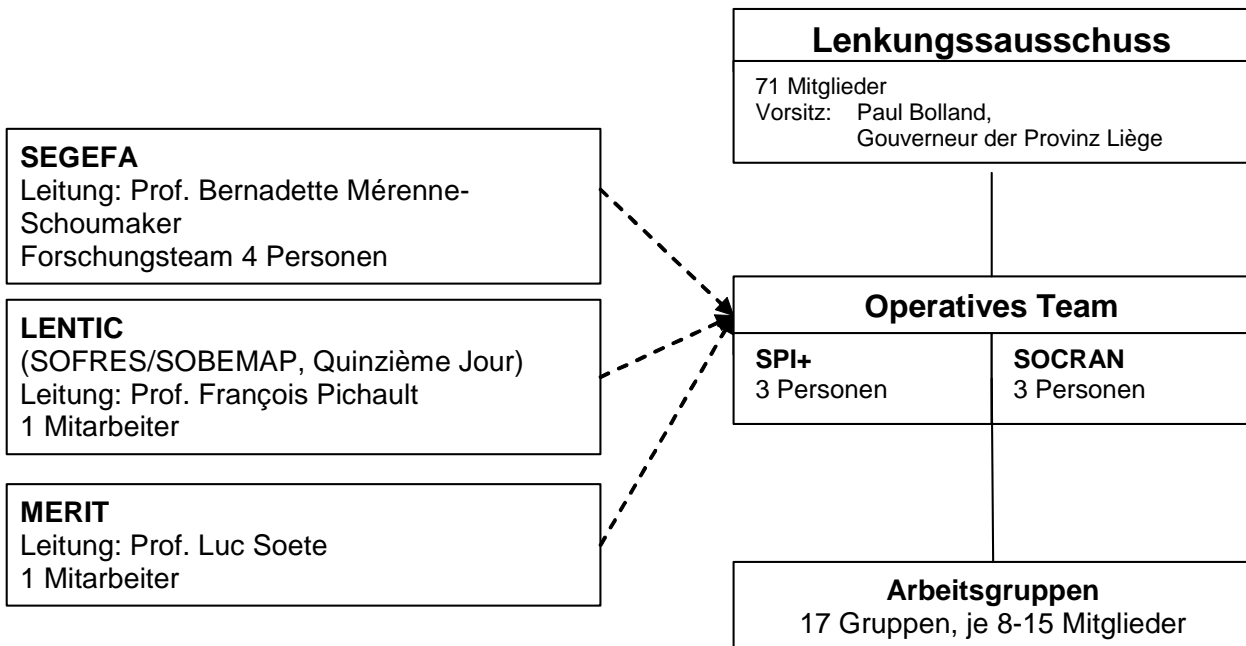 Lenkungssausschuss
71 Mitglieder
Vorsitz: Paul Bolland,
Gouverneur der Provinz Liège
SEGEFA
Leitung: Prof. Bernadette Mérenne-
Schoumaker
Forschungsteam 4 Personen
LENTIC
(SOFRES/SOBEMAP, Quinzième Jour)
Leitung: Prof. François Pichault
1 Mitarbeiter
MERIT
Leitung: Prof. Luc Soete
1 Mitarbeiter
Operatives Team
SPI+
3 Personen
SOCRAN
3 Personen
Arbeitsgruppen
17 Gruppen, je 8-15 Mitglieder